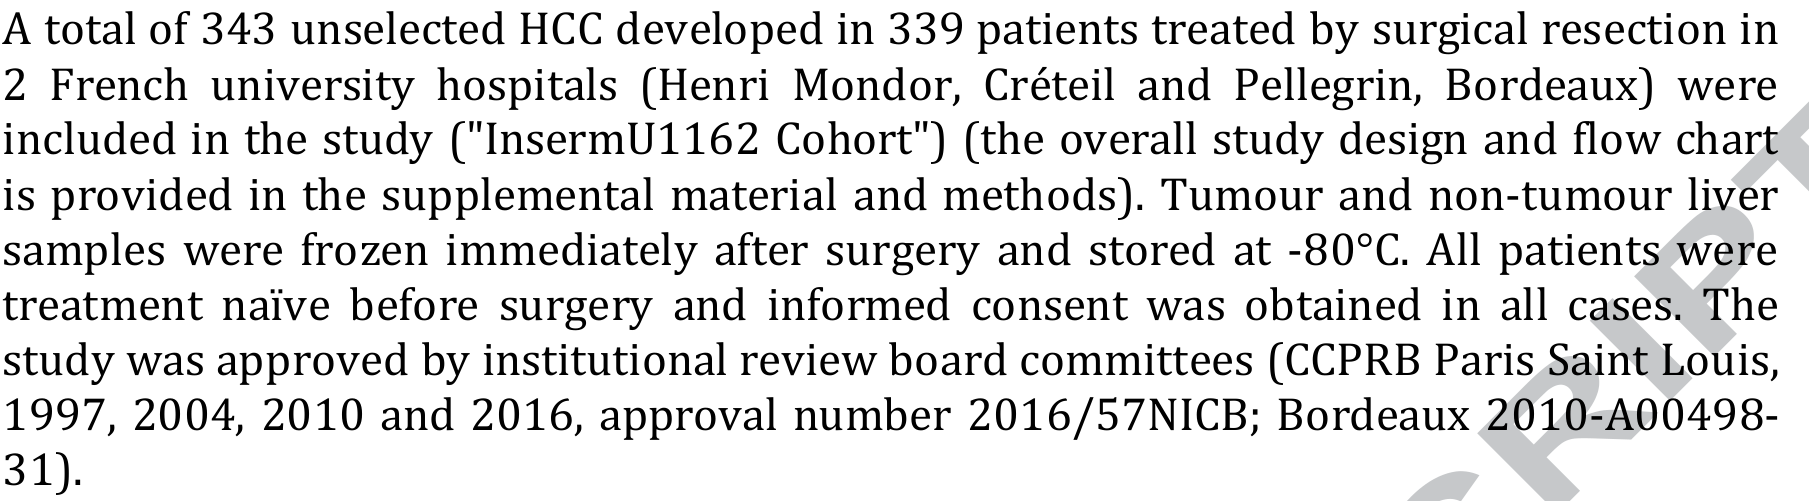 A total of 343 unselected HCC developed in 339 patients treated by surgical resection in
2 French university hospitals (Henri Mondor, Créteil and Pellegrin, Bordeaux) were
included in the study ("InsermU1162 Cohort") (the overall study design and flow chart
is provided in the supplemental material and methods). Tumour and non-tumour liver
samples were frozen immediately after surgery and stored at -80°C. All patients were
treatment naïve before surgery and informed consent was obtained in all cases. The
study was approved by institutional review board committees (CCPRB Paris Saint Louis,
1997, 2004, 2010 and 2016, approval number 2016/57NICB; Bordeaux 2010-A00498-
31).